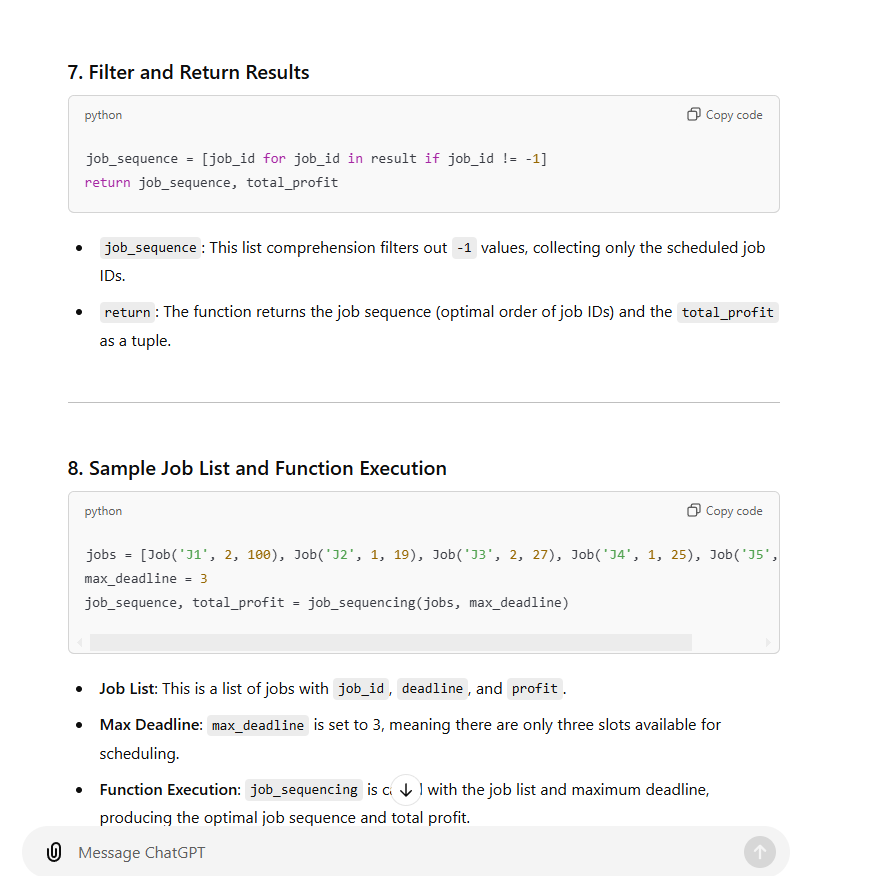 7. Filter and Return Results
python
Copy code
job_sequence = [job_id for job_id in result if job_id != -1]
return job_sequence, total_profit
• job_sequence : This list comprehension filters out -1 values, collecting only the scheduled job
IDs.
• return : The function returns the job sequence (optimal order of job IDs) and the total_profit
as a tuple.
8. Sample Job List and Function Execution
python
Copy code
jobs = [Job('J1', 2, 100), Job('J2', 1, 19), Job('J3', 2, 27), Job('J4', 1, 25), Job('J5',
max_deadline = 3
job_sequence, total_profit = job_sequencing(jobs, max_deadline)
• Job List: This is a list of jobs with job_id , deadline , and profit .
• Max Deadline: max_deadline is set to 3, meaning there are only three slots available for
scheduling.
• Function Execution: job_sequencing is with the job list and maximum deadline,
producing the optimal job sequence and total profit.
Message ChatGPT